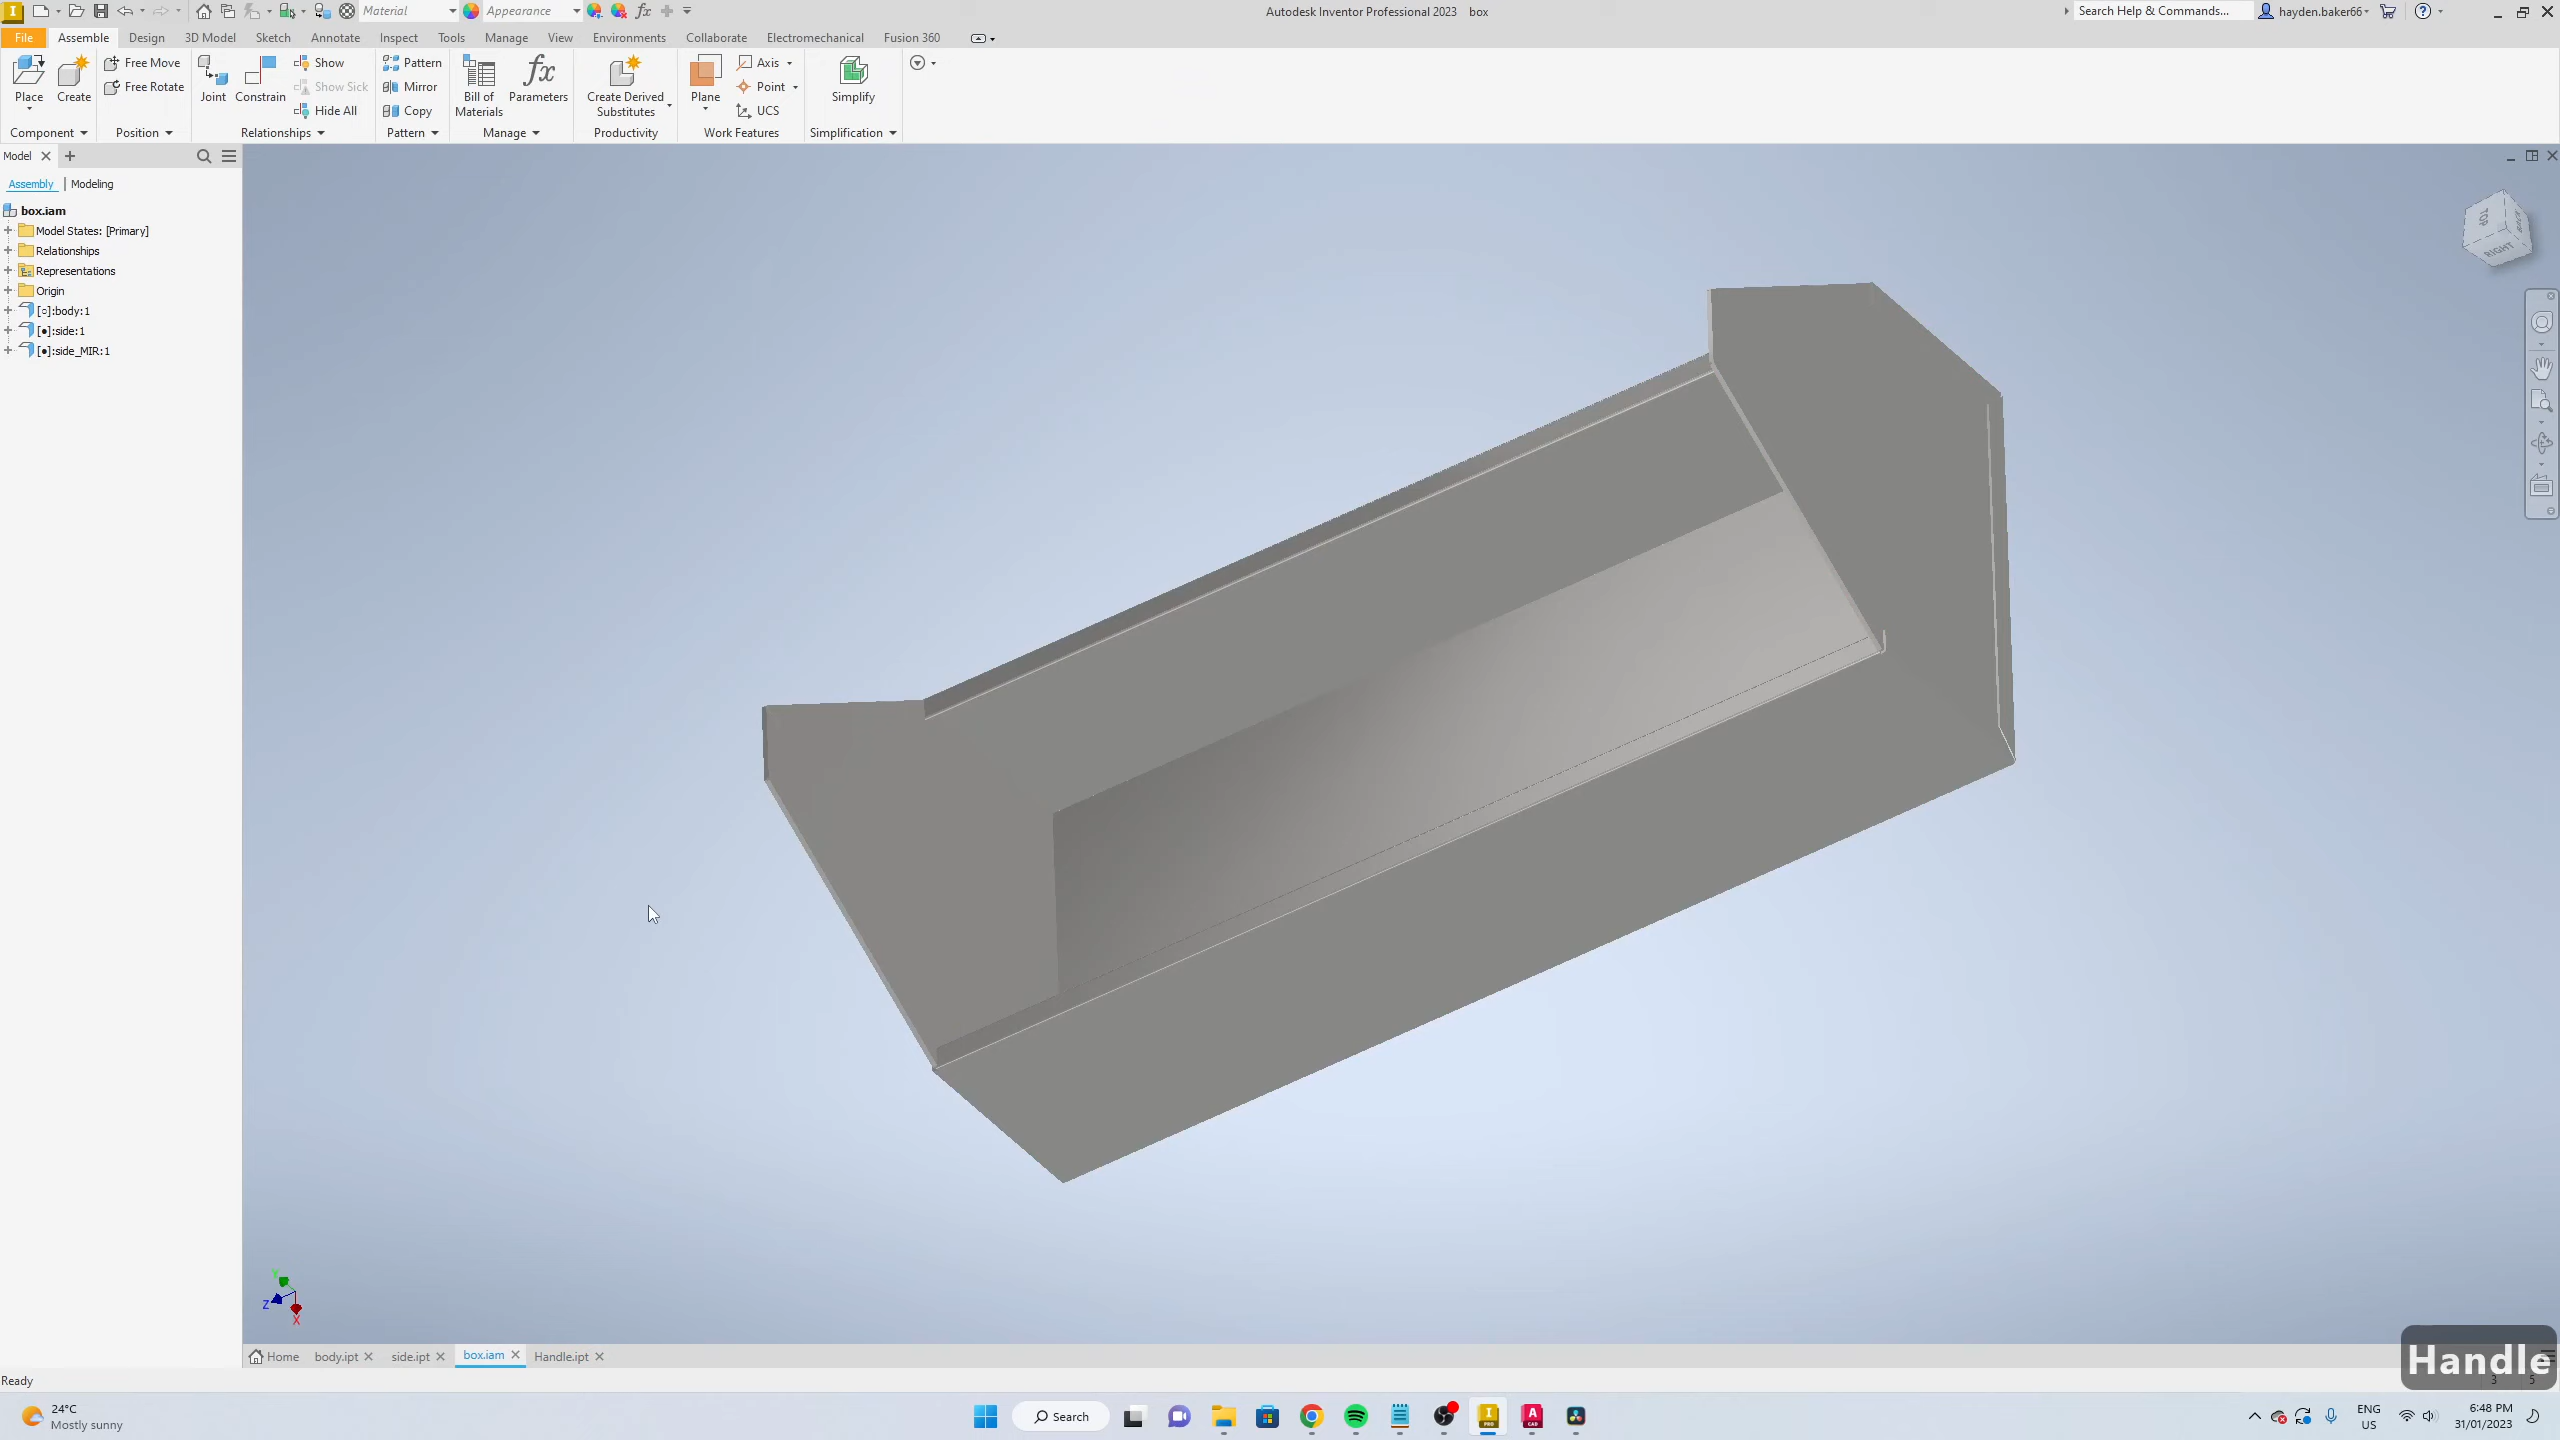 Material
Appearance
Autodesk Inventor Professional 2023 box
Search Help & Commands...
hayden.baker66
File
Assemble
Design
3D Model
Sketch
Annotate
Inspect
Tools
Manage
View
Environments
Collaborate
Electromechanical
Fusion 360
Place
Create
Free Move
Free Rotate
Joint
Constrain
Show
Show Sick
Hide All
Pattern
Mirror
Copy
Bill of
Materials
fx
Parameters
Create Derived
Substitutes
Plane
Axis
Point
UCS
Simplify
Component
Position
Relationships
Pattern
Manage
Productivity
Work Features
Simplification
Model
Assembly | Modeling
box.iam
Model States: [Primary]
Relationships
Representations
Origin
[○]:body:1
[●]:side:1
[●]:side_MIR:1
TOP
RIGHT
Y
Z
X
Home
body.ipt
side.ipt
box.iam
Handle.ipt
Handle
Ready
3 5
24°C
Mostly sunny
Search
ENG
US
6:48 PM
31/01/2023